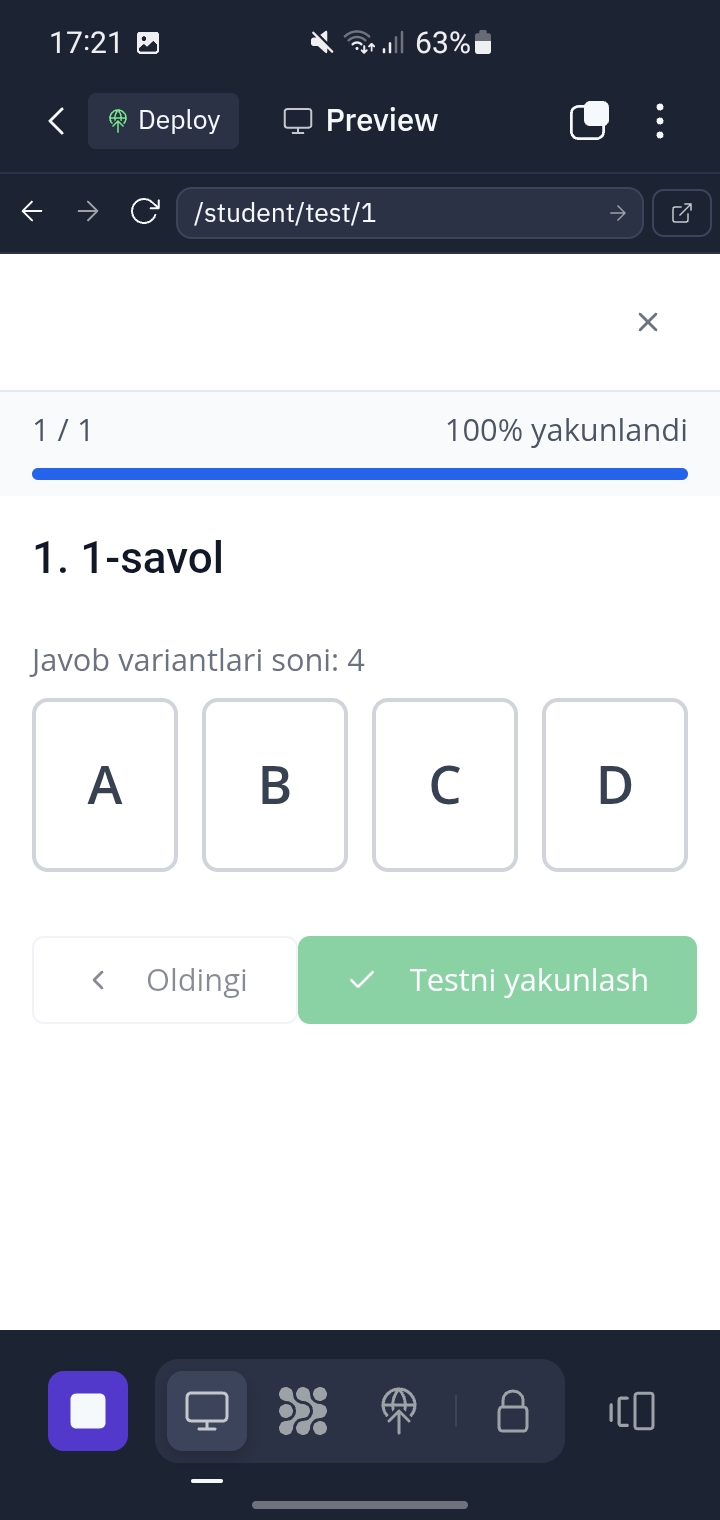 17:21 63%
Deploy Preview
/student/test/1
1 / 1 100% yakunlandi
1. 1-savol
Javob variantlari soni: 4
A B C D
Oldingi Testni yakunlash